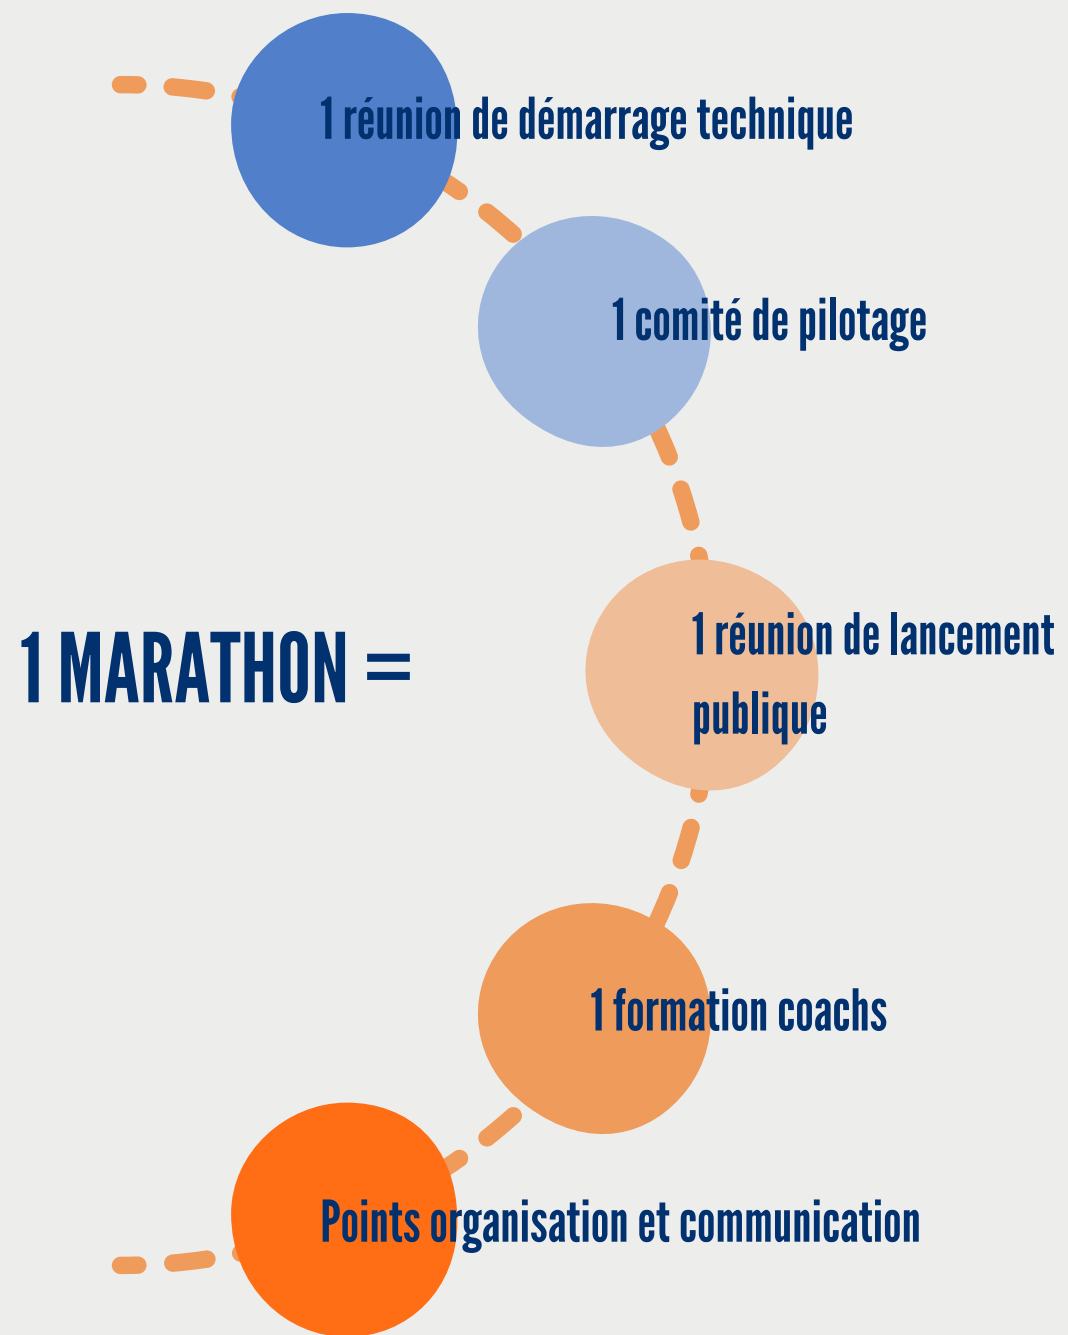 1 réunion de démarrage technique
1 comité de pilotage
1 MARATHON =
1 réunion de lancement
publique
1 formation coachs
Points organisation et communication